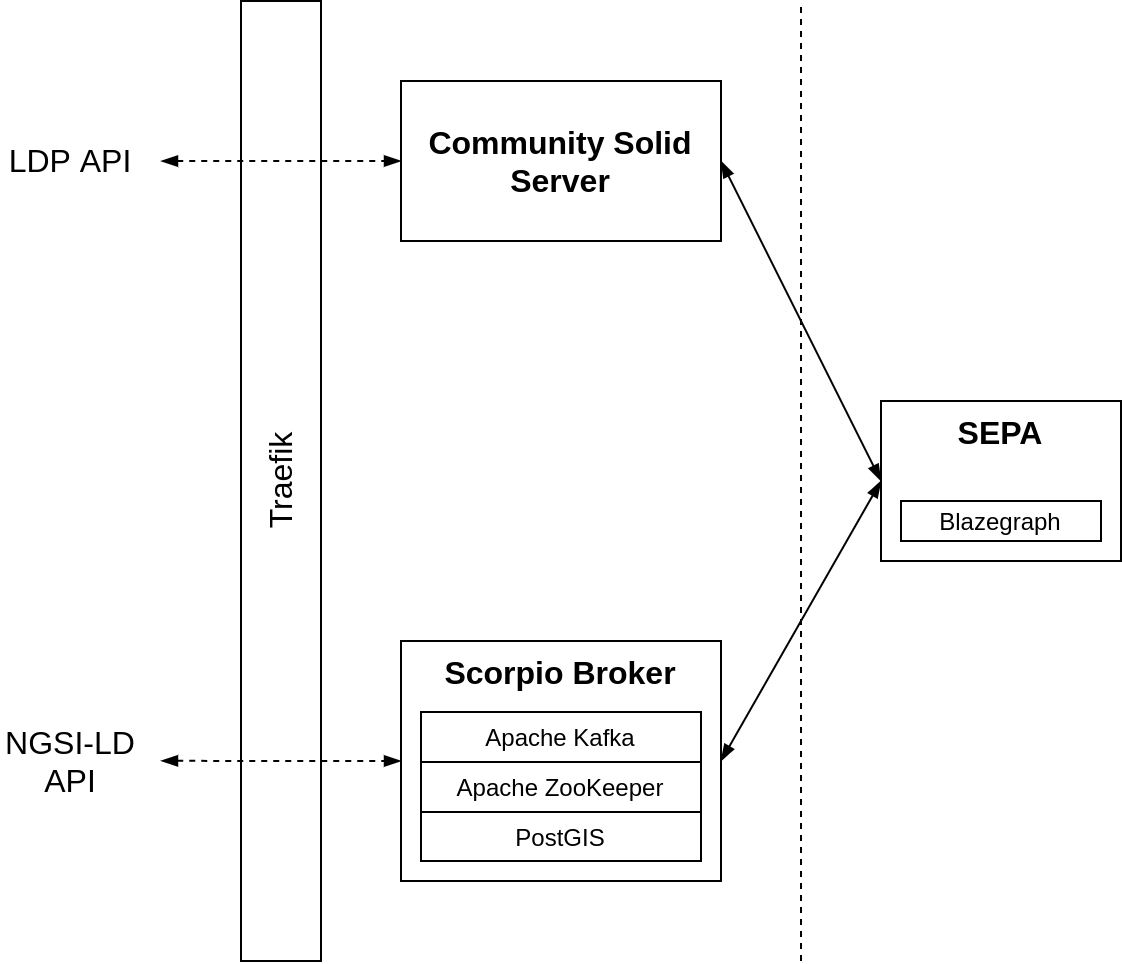 LDP API
Traefik
Community Solid
Server
SEPA
Blazegraph
Scorpio Broker
Apache Kafka
Apache ZooKeeper
PostGIS
NGSI-LD
API